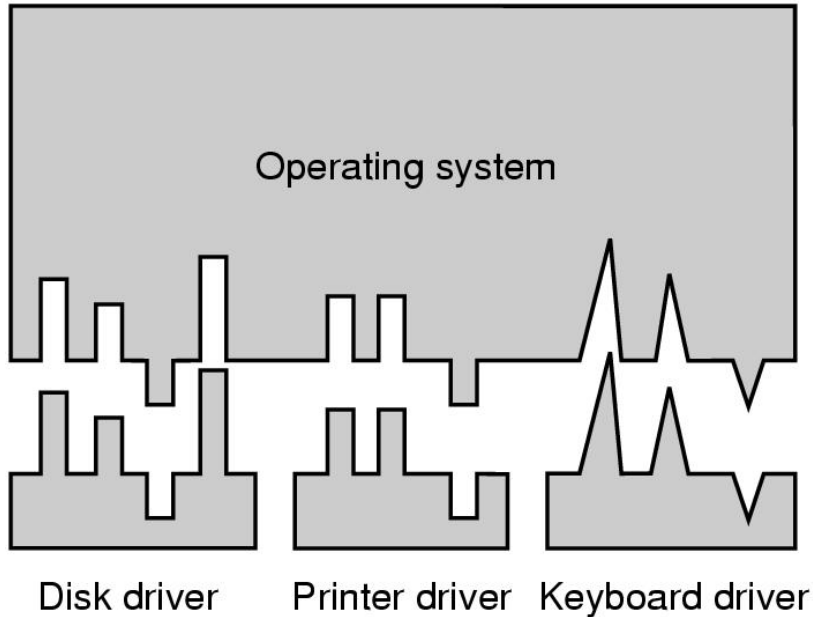 Operating system
Disk driver
Printer driver
Keyboard driver